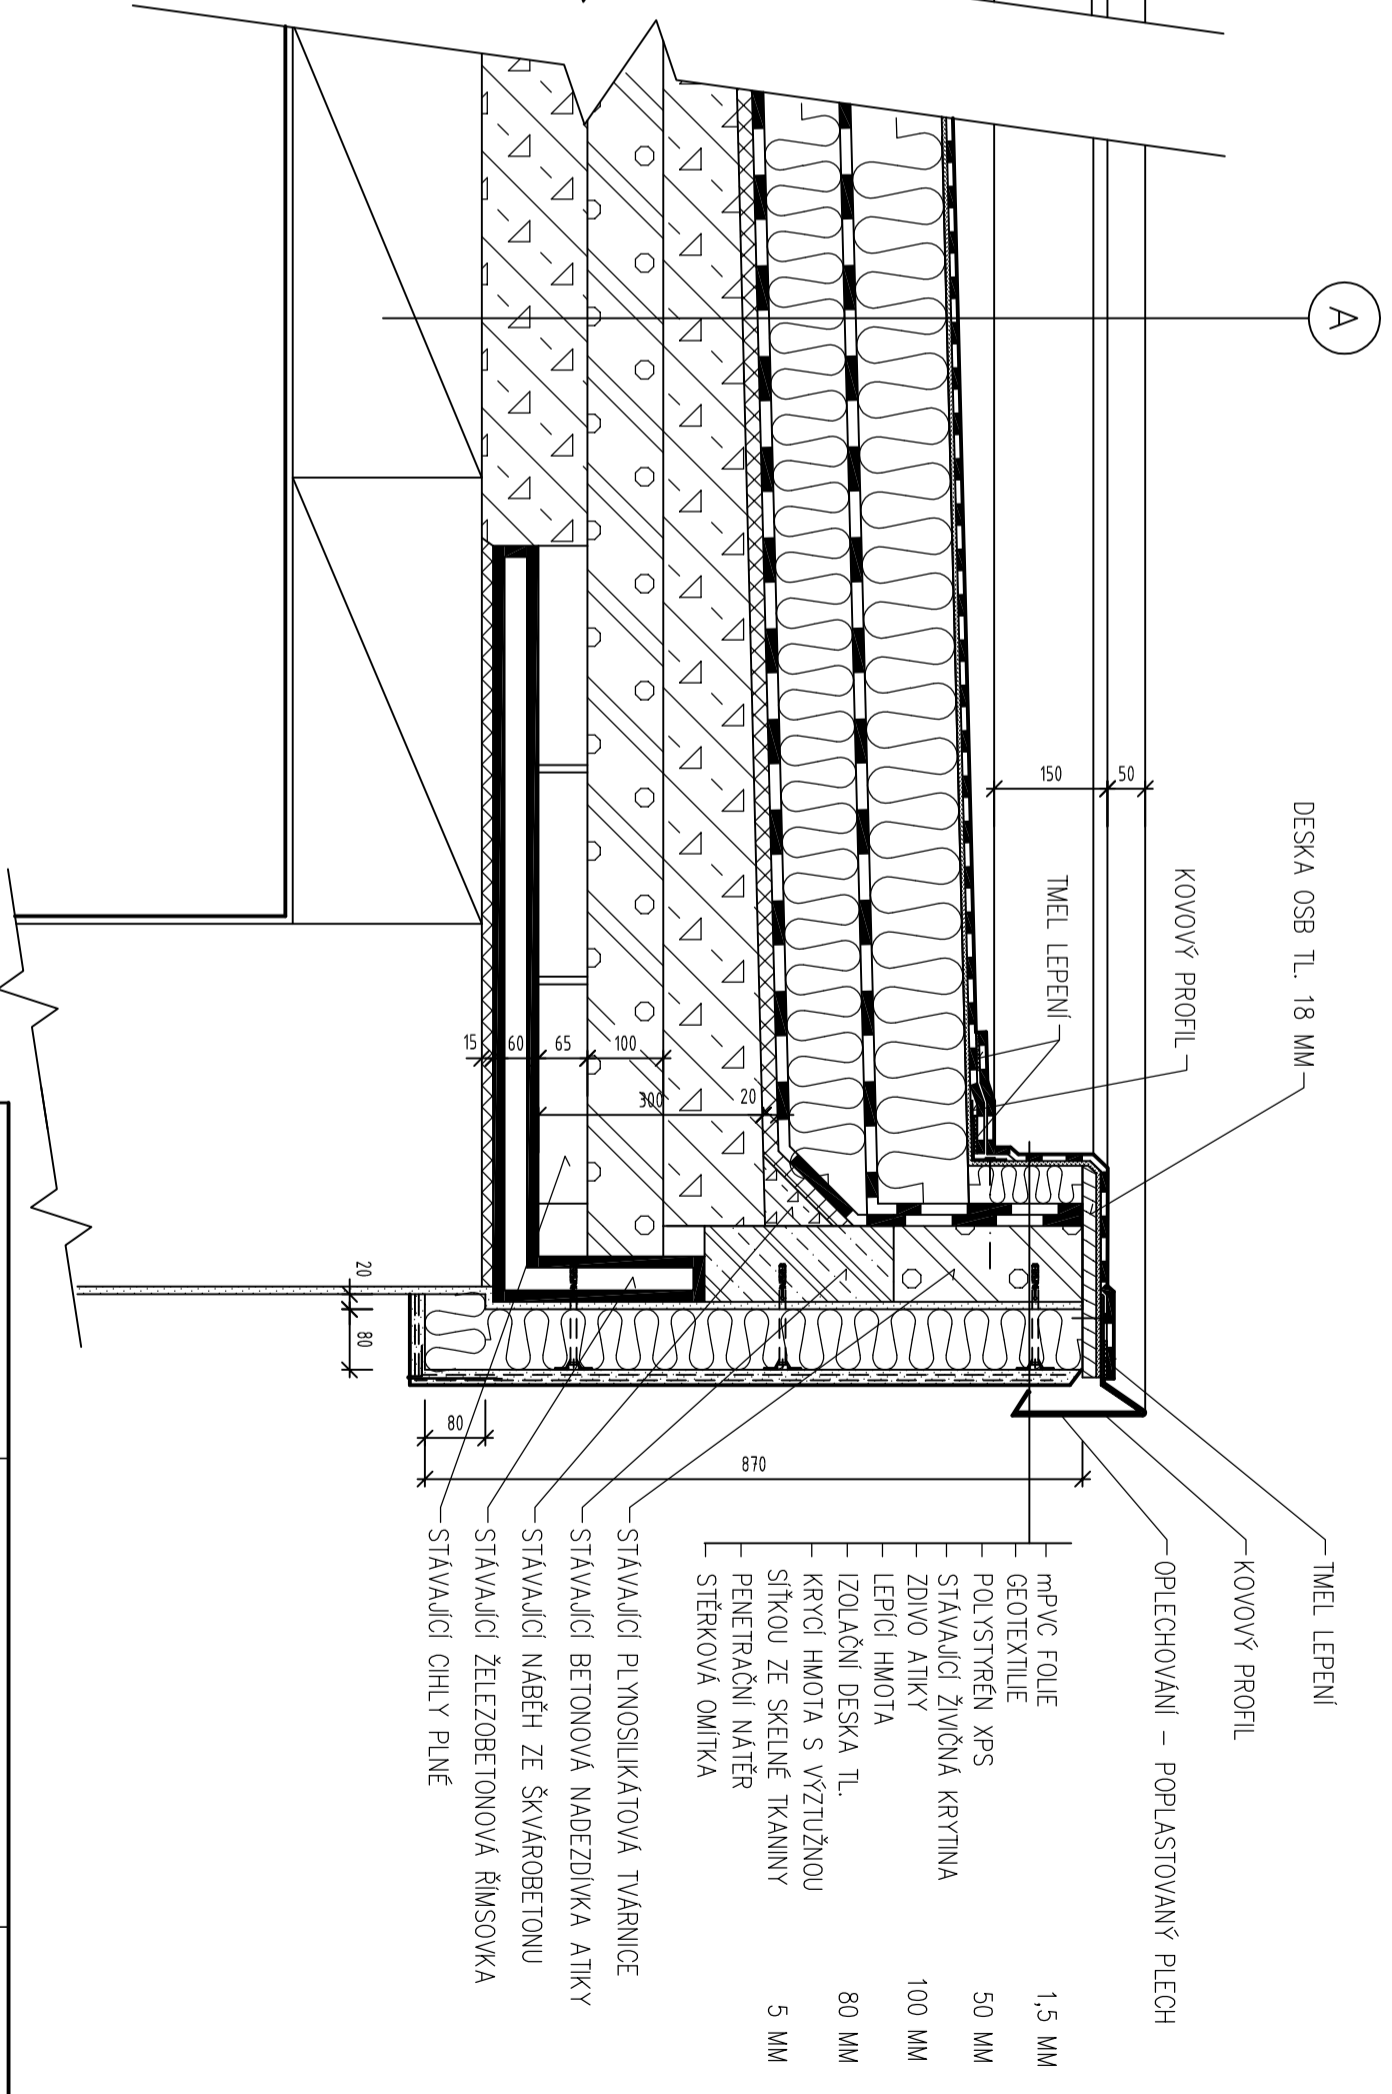 A
DESKA OSB TL. 18 MM
KOVOVÝ PROFIL
TMEL LEPENÍ
150
50
15
60
65
100
300
20
20
80
80
870
TMEL LEPENÍ
KOVOVÝ PROFIL
OPLECHOVÁNÍ – POPLASTOVANÝ PLECH
mPVC FOLIE 1,5 MM
GEOTEXTILIE
POLYSTYRÉN XPS 50 MM
STÁVAJÍCÍ ŽIVIČNÁ KRYTINA
ZDIVO ATIKY 100 MM
LEPÍCÍ HMOTA
IZOLAČNÍ DESKA TL. 80 MM
KRYCÍ HMOTA S VÝZTUŽNOU
SÍŤKOU ZE SKELNÉ TKANINY 5 MM
PENETRAČNÍ NÁTĚR
STĚRKOVÁ OMÍTKA
STÁVAJÍCÍ PLYNOSILIKÁTOVÁ TVÁRNICE
STÁVAJÍCÍ BETONOVÁ NADEZDÍVKA ATIKY
STÁVAJÍCÍ NÁBĚH ZE ŠKVÁROBETONU
STÁVAJÍCÍ ŽELEZOBETONOVÁ ŘÍMSOVKA
STÁVAJÍCÍ CIHLY PLNÉ